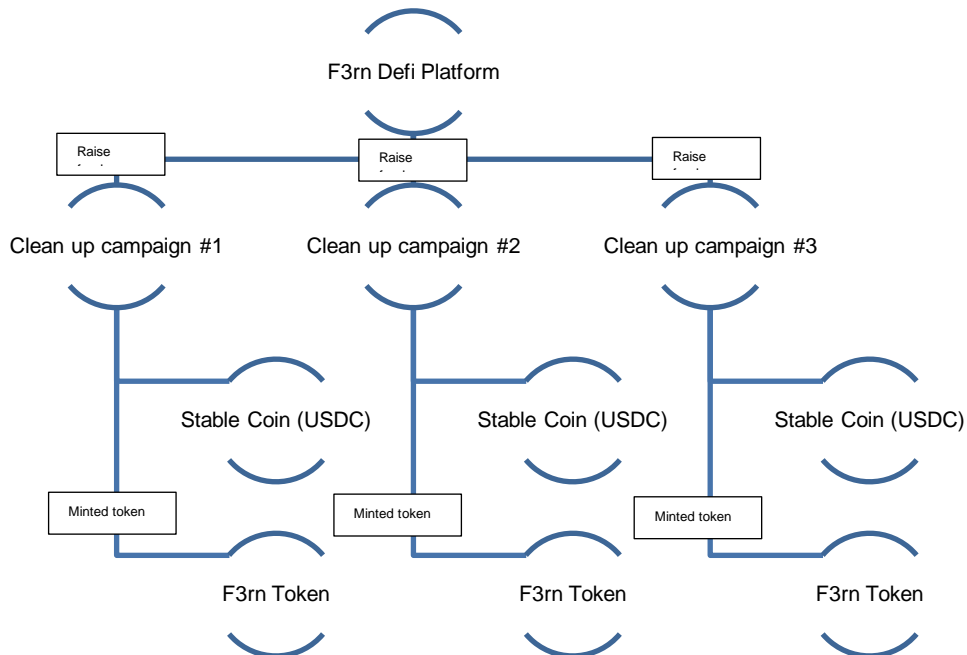 F3rn Defi Platform
Raise
Raise
Raise
Clean up campaign #1
Clean up campaign #2
Clean up campaign #3
Stable Coin (USDC)
Stable Coin (USDC)
Stable Coin (USDC)
Minted token
Minted token
Minted token
F3rn Token
F3rn Token
F3rn Token